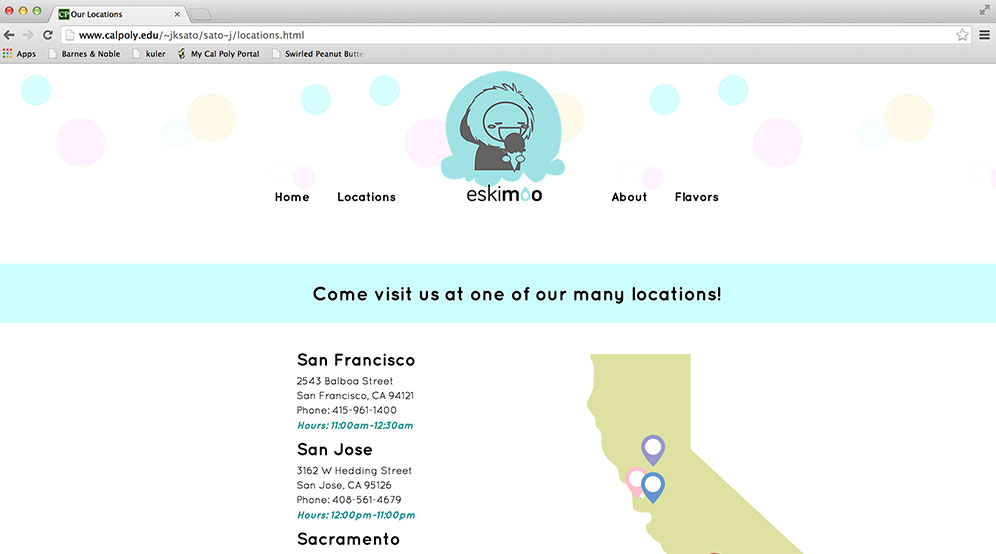 CP Our Locations
www.calpoly.edu/~jksato/sato-j/locations.html
Apps Barnes & Noble kuler My Cal Poly Portal Swirled Peanut Butte
Home Locations eskimoo About Flavors
Come visit us at one of our many locations!
San Francisco
2543 Balboa Street
San Francisco, CA 94121
Phone: 415-961-1400
Hours: 11:00am-12:30am
San Jose
3162 W Hedding Street
San Jose, CA 95126
Phone: 408-561-4679
Hours: 12:00pm-11:00pm
Sacramento